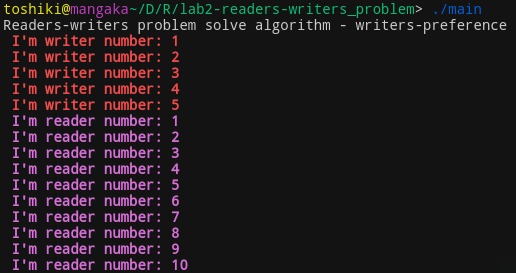 toshiki@mangaka~/D/R/lab2-readers-writers_problem> ./main
Readers-writers problem solve algorithm - writers-preference
I'm writer number: 1
I'm writer number: 2
I'm writer number: 3
I'm writer number: 4
I'm writer number: 5
I'm reader number: 1
I'm reader number: 2
I'm reader number: 3
I'm reader number: 4
I'm reader number: 5
I'm reader number: 6
I'm reader number: 7
I'm reader number: 8
I'm reader number: 9
I'm reader number: 10